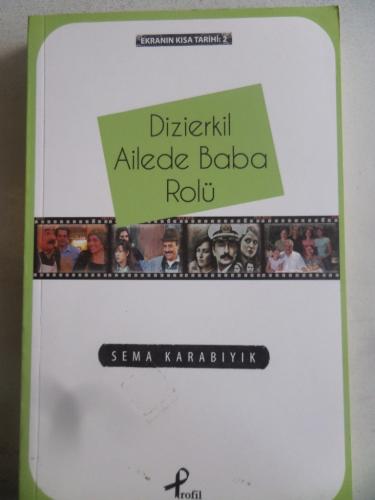 EKRANIN KISA TARİHİ: 2
Dizierkil
Ailede Baba
Rolü
SEMA KARABIYIK
Profil